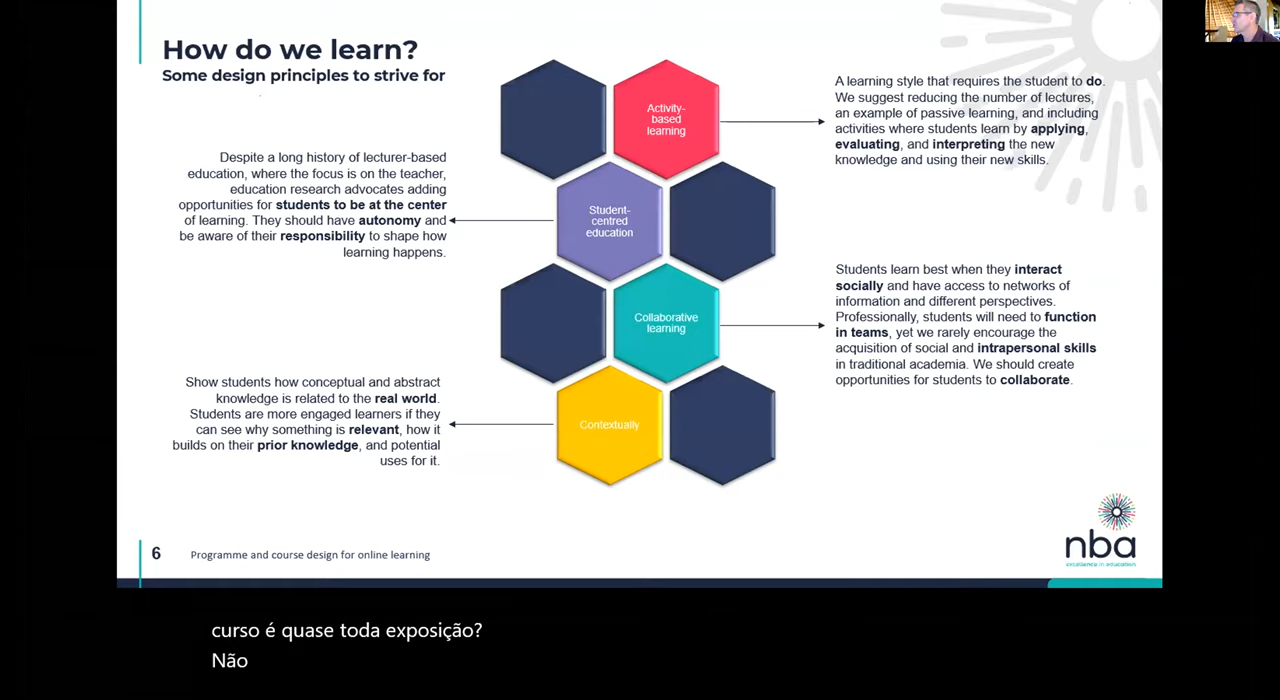 How do we learn?
Some design principles to strive for
Activity-
based
learning
A learning style that requires the student to do.
We suggest reducing the number of lectures,
an example of passive learning, and including
activities where students learn by applying,
evaluating, and interpreting the new
knowledge and using their new skills.
Despite a long history of lecturer-based
education, where the focus is on the teacher,
education research advocates adding
opportunities for students to be at the center
of learning. They should have autonomy and
be aware of their responsibility to shape how
learning happens.
Student-
centred
education
Collaborative
learning
Students learn best when they interact
socially and have access to networks of
information and different perspectives.
Professionally, students will need to function
in teams, yet we rarely encourage the
acquisition of social and intrapersonal skills
in traditional academia. We should create
opportunities for students to collaborate.
Show students how conceptual and abstract
knowledge is related to the real world.
Students are more engaged learners if they
can see why something is relevant, how it
builds on their prior knowledge, and potential
uses for it.
Contextually
6
Programme and course design for online learning
nba
excellence in education
curso é quase toda exposição?
Não